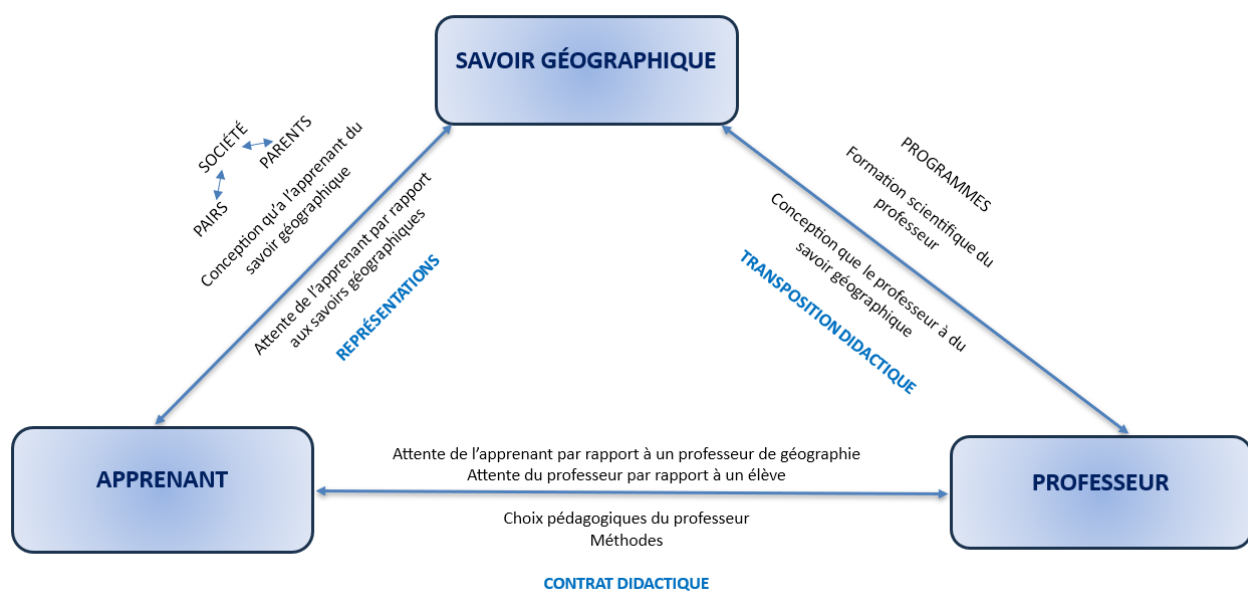 SAVOIR GÉOGRAPHIQUE
SOCIÉTÉ
PARENTS
PAIRS
Conception qu’a l’apprenant du
savoir géographique
Attente de l’apprenant par rapport
aux savoirs géographiques
REPRÉSENTATIONS
PROGRAMMES
Formation scientifique du
professeur
Conception que le professeur à du
savoir géographique
TRANSPOSITION DIDACTIQUE
APPRENANT
Attente de l’apprenant par rapport à un professeur de géographie
Attente du professeur par rapport à un élève
Choix pédagogiques du professeur
Méthodes
CONTRAT DIDACTIQUE
PROFESSEUR